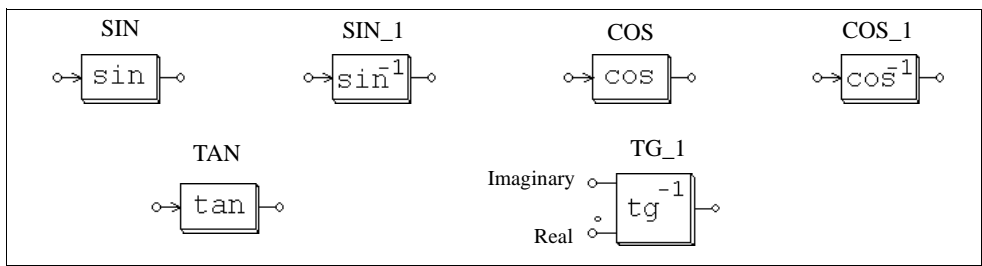 SIN SIN_1 COS COS_1
sin sin-1 cos cos-1
TAN TG_1
Imaginary
tan tg-1
Real